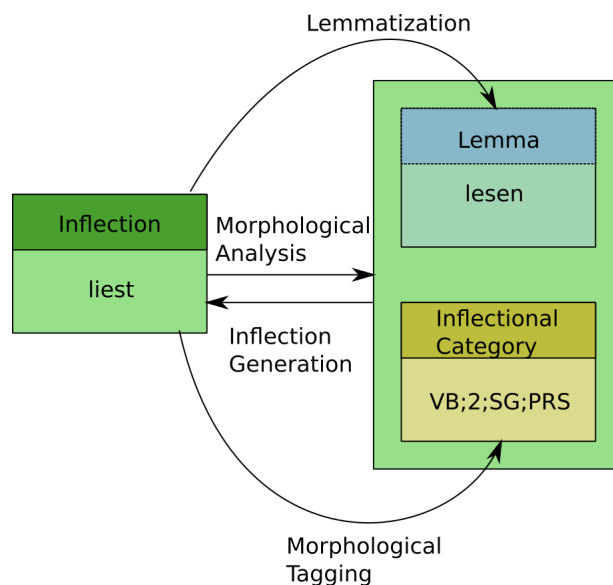 Lemmatization
Lemma
lesen
Inflection
liest
Morphological
Analysis
Inflection
Generation
Inflectional
Category
VB;2;SG;PRS
Morphological
Tagging